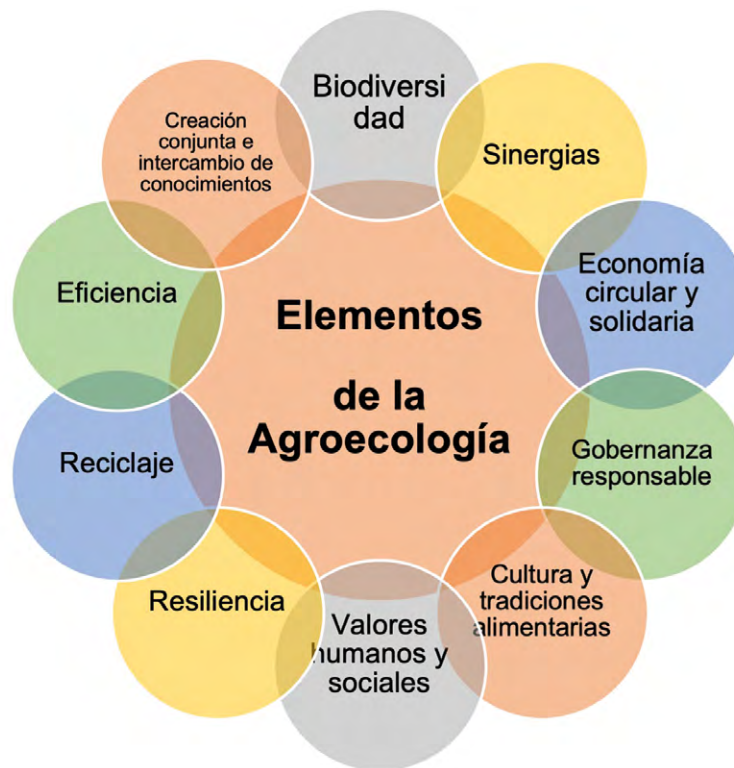 Biodiversi
dad
Sinergias
Economía
circular y
solidaria
Gobernanza
responsable
Cultura y
tradiciones
alimentarias
Valores
humanos y
sociales
Resiliencia
Reciclaje
Eficiencia
Creación
conjunta e
intercambio de
conocimientos
Elementos
de la
Agroecología